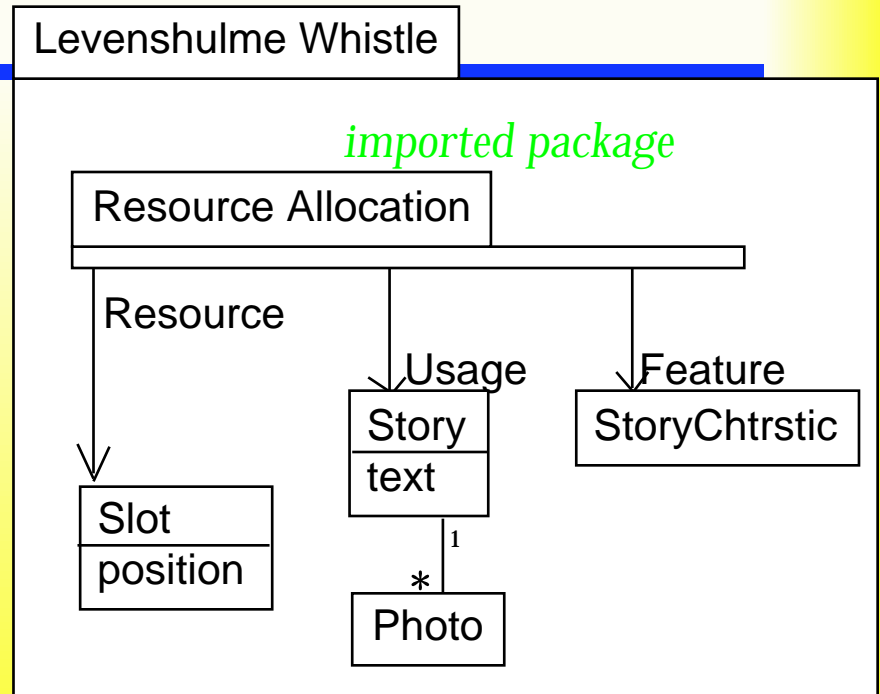 Levenshulme Whistle
imported package
Resource Allocation
Resource
Usage
Feature
Story
text
StoryChtrstic
Slot
position
1
*
Photo